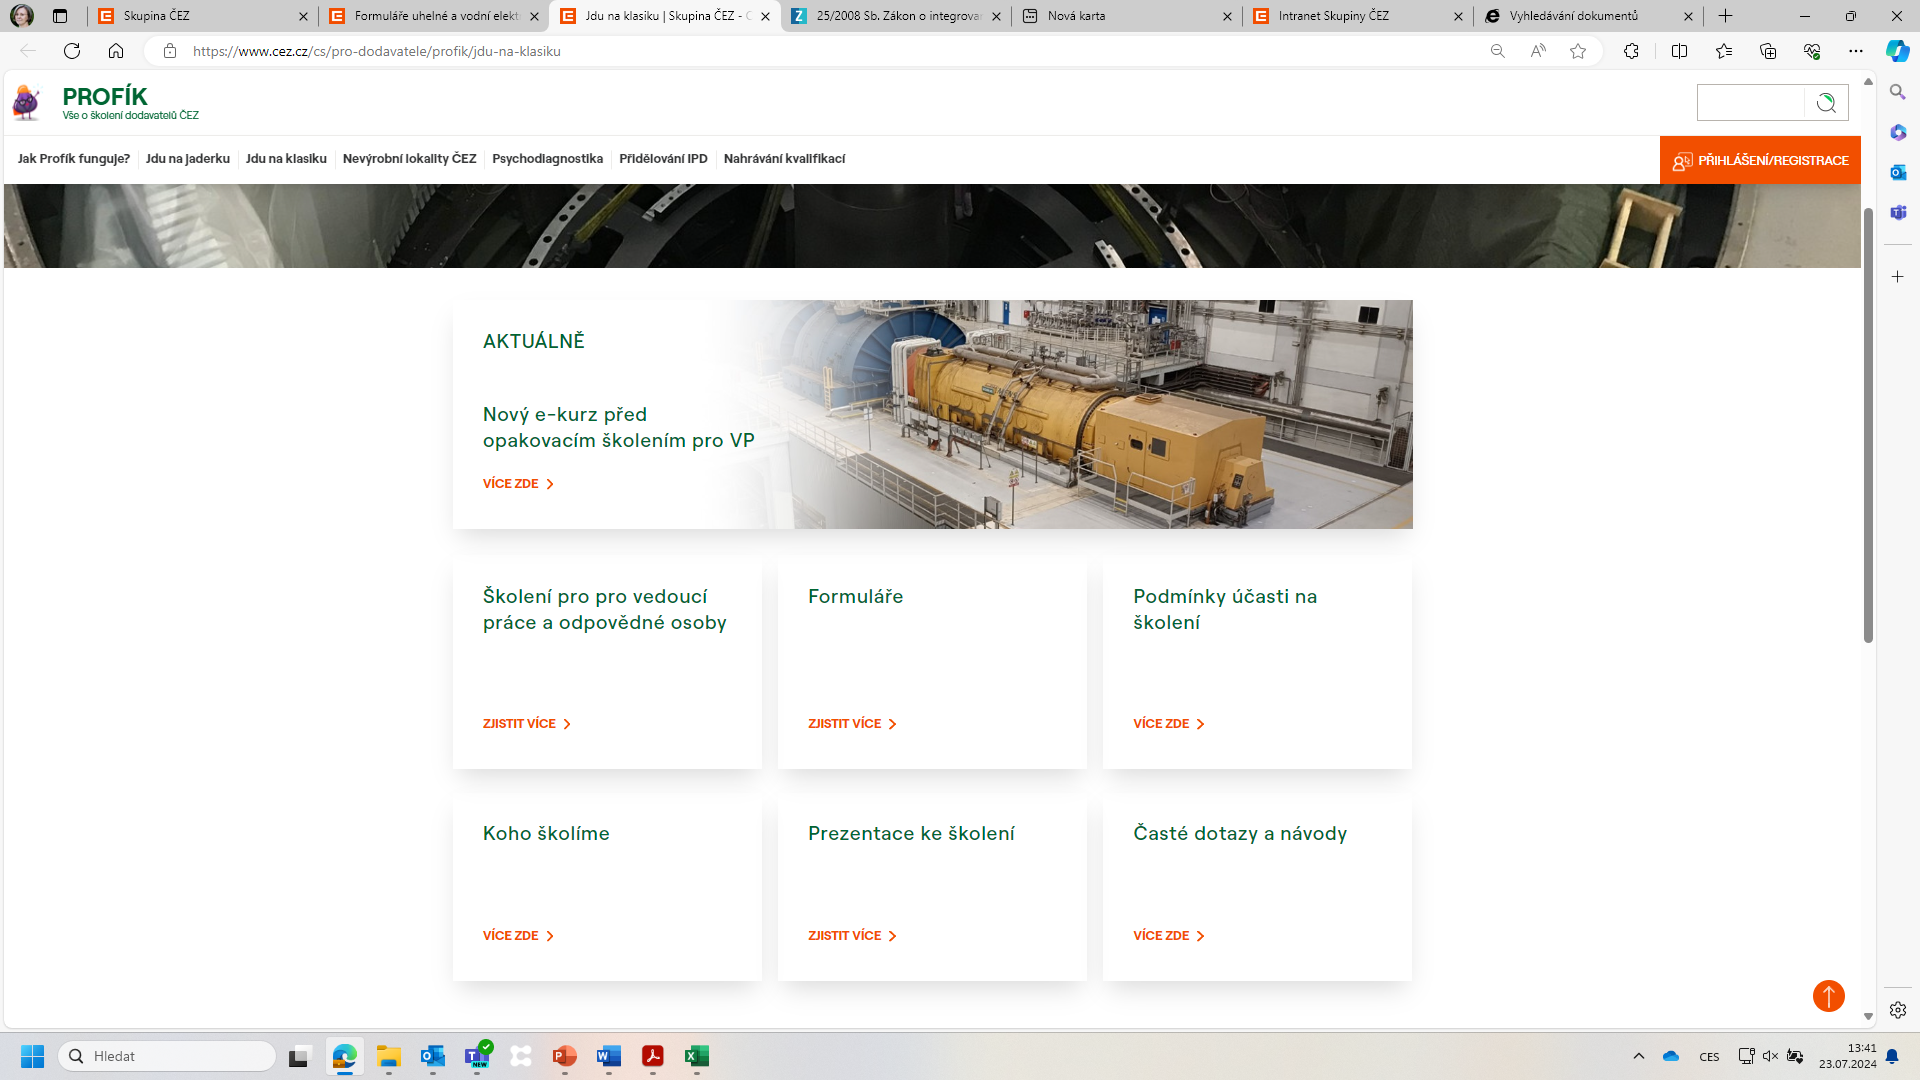 Skupina ČEZ
Formuláře uhelné a vodní elekt
Jdu na klasiku | Skupina ČEZ - Č
25/2008 Sb. Zákon o integrova
Nová karta
Intranet Skupiny ČEZ
Vyhledávání dokumentů
https://www.cez.cz/cs/pro-dodavatele/profik/jdu-na-klasiku
PROFÍK
Vše o školení dodavatelů ČEZ
Jak Profík funguje?
Jdu na jaderku
Jdu na klasiku
Nevýrobní lokality ČEZ
Psychodiagnostika
Přidělování IPD
Nahrávání kvalifikací
PŘIHLÁŠENÍ/REGISTRACE
AKTUÁLNĚ
Nový e-kurz před
opakovacím školením pro VP
VÍCE ZDE
Školení pro pro vedoucí
práce a odpovědné osoby
ZJISTIT VÍCE
Formuláře
ZJISTIT VÍCE
Podmínky účasti na
školení
VÍCE ZDE
Koho školíme
VÍCE ZDE
Prezentace ke školení
ZJISTIT VÍCE
Časté dotazy a návody
VÍCE ZDE
Hledat
NEW
CES
13:41
23.07.2024